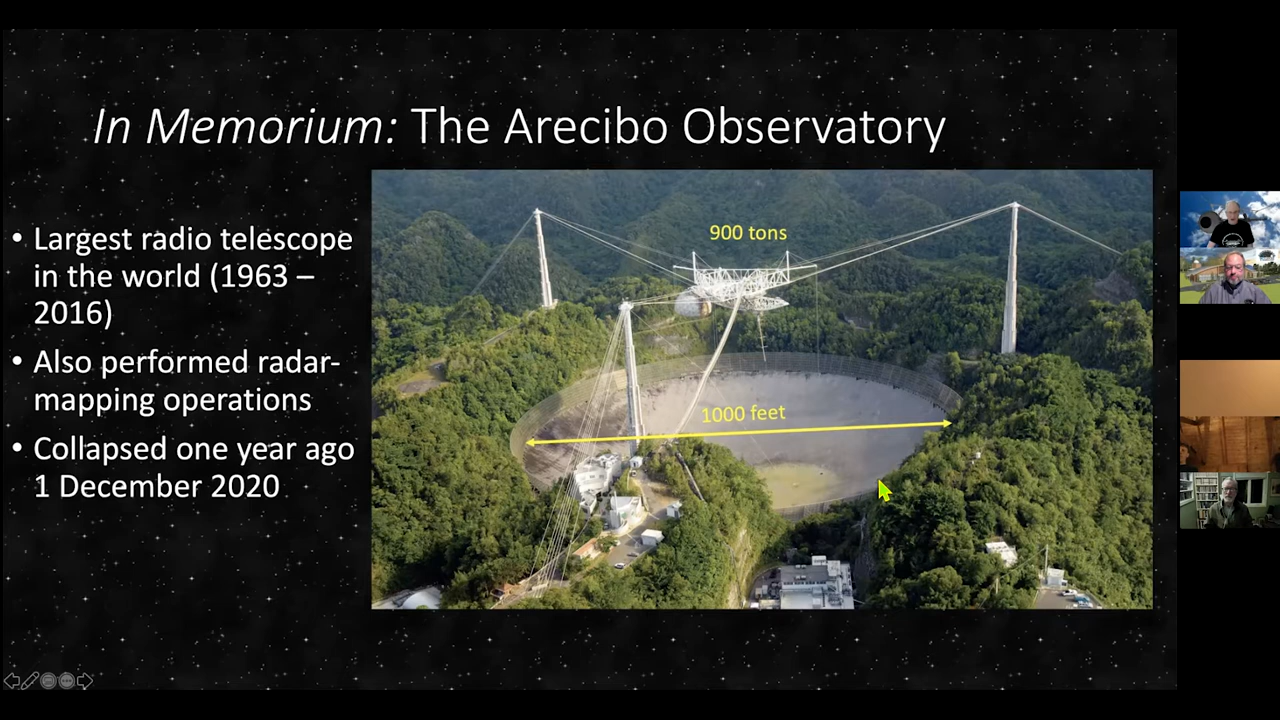 In Memorium: The Arecibo Observatory
• Largest radio telescope
in the world (1963 –
2016)
• Also performed radar-
mapping operations
• Collapsed one year ago
1 December 2020
900 tons
1000 feet